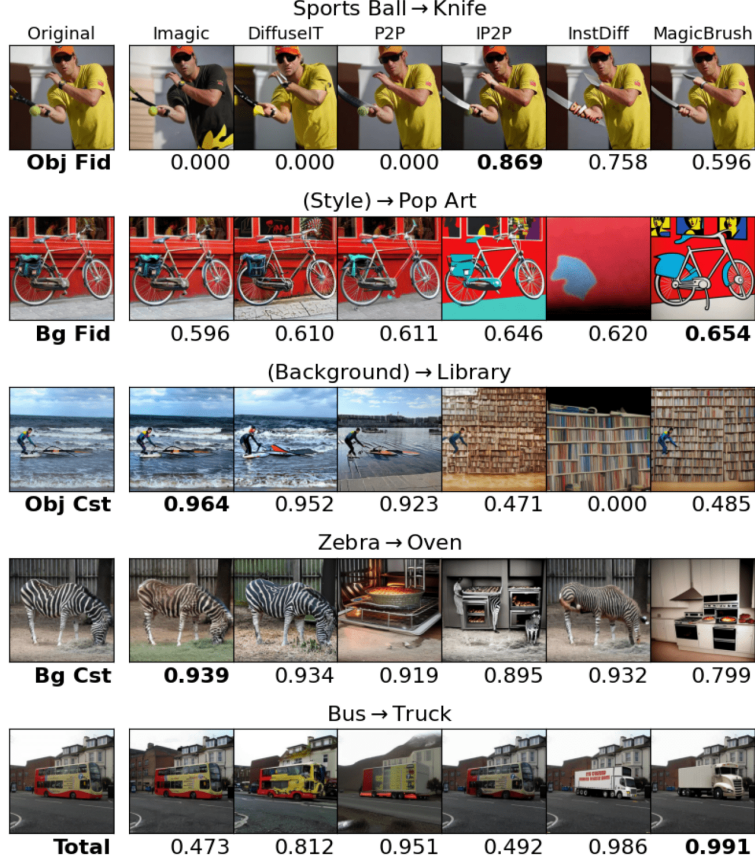 Sports Ball → Knife
Original Imagic DiffuseIT P2P IP2P InstDiff MagicBrush
Obj Fid 0.000 0.000 0.000 0.869 0.758 0.596
(Style) → Pop Art
Bg Fid 0.596 0.610 0.611 0.646 0.620 0.654
(Background) → Library
Obj Cst 0.964 0.952 0.923 0.471 0.000 0.485
Zebra → Oven
Bg Cst 0.939 0.934 0.919 0.895 0.932 0.799
Bus → Truck
Total 0.473 0.812 0.951 0.492 0.986 0.991